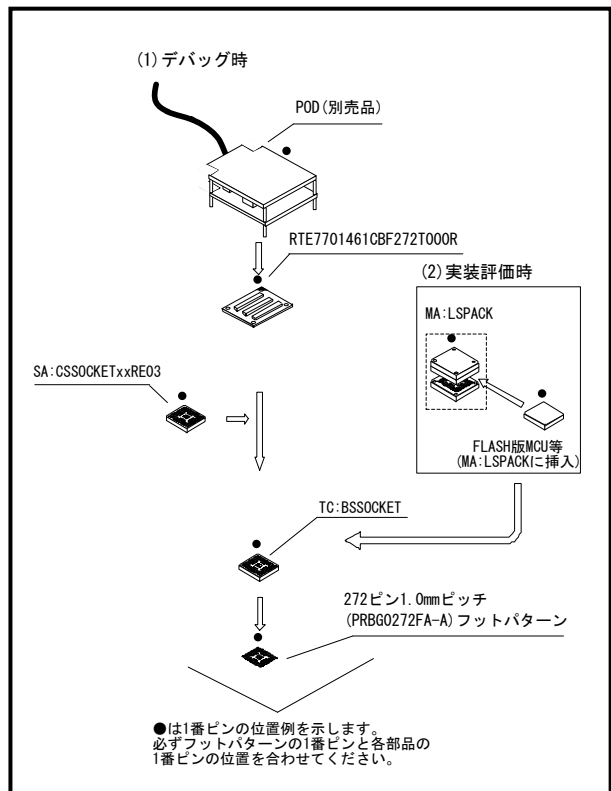 (1)デバッグ時
POD(別売品)
RTE7701461CBF272T000R
(2)実装評価時
MA:LSPACK
SA:CSSOCKETxxRE03
FLASH版MCU等
(MA:LSPACKに挿入)
TC:BSSOCKET
272ピン1.0mmピッチ
(PRBG0272FA-A)フットパターン
●は1番ピンの位置例を示します。
必ずフットパターンの1番ピンと各部品の
1番ピンの位置を合わせてください。